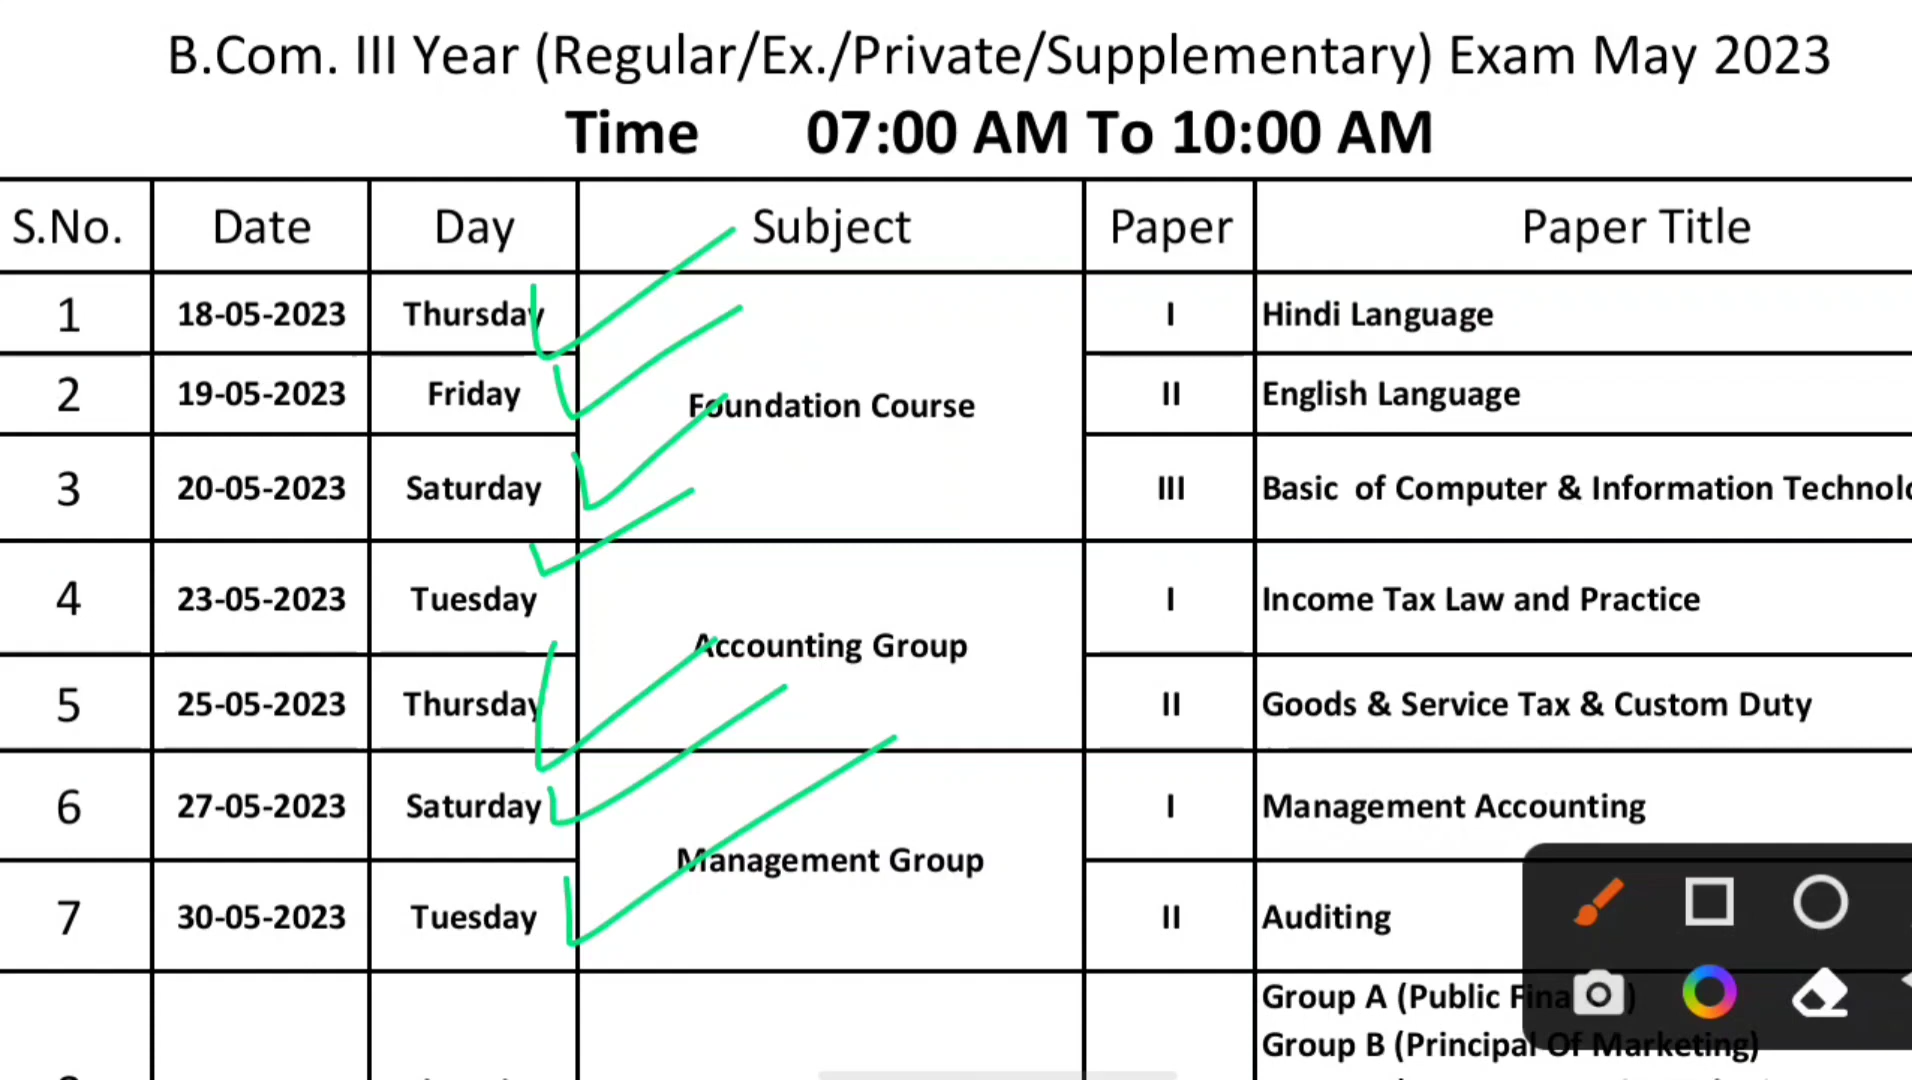 B.Com. III Year (Regular/Ex./Private/Supplementary) Exam May 2023
Time 07:00 AM To 10:00 AM
S.No. Date Day Subject Paper Paper Title
1 18-05-2023 Thursday I Hindi Language
2 19-05-2023 Friday Foundation Course II English Language
3 20-05-2023 Saturday III Basic of Computer & Information
4 23-05-2023 Tuesday I Income Tax Law and Practice
Accounting Group
5 25-05-2023 Thursday II Goods & Service Tax & Custom Duty
6 27-05-2023 Saturday I Management Accounting
Management Group
7 30-05-2023 Tuesday II Auditing
Group A (Public
Group B (Principal Of Marketing)